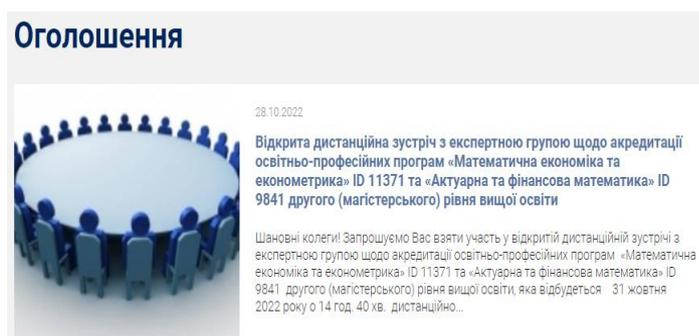 Оголошення
28.10.2022
Відкрита дистанційна зустріч з експертною групою щодо акредитації
освітньо-професійних програм «Математична економіка та
економетрика» ID 11371 та «Актуарна та фінансова математика» ID
9841 другого (магістерського) рівня вищої освіти
Шановні колеги! Запрошуємо Вас взяти участь у відкритій дистанційній зустрічі з
експертною групою щодо акредитації освітньо-професійних програм «Математична
економіка та економетрика» ID 11371 та «Актуарна та фінансова математика» ID
9841 другого (магістерського) рівня вищої освіти, яка відбудеться 31 жовтня
2022 року о 14 год. 40 хв. дистанційно...